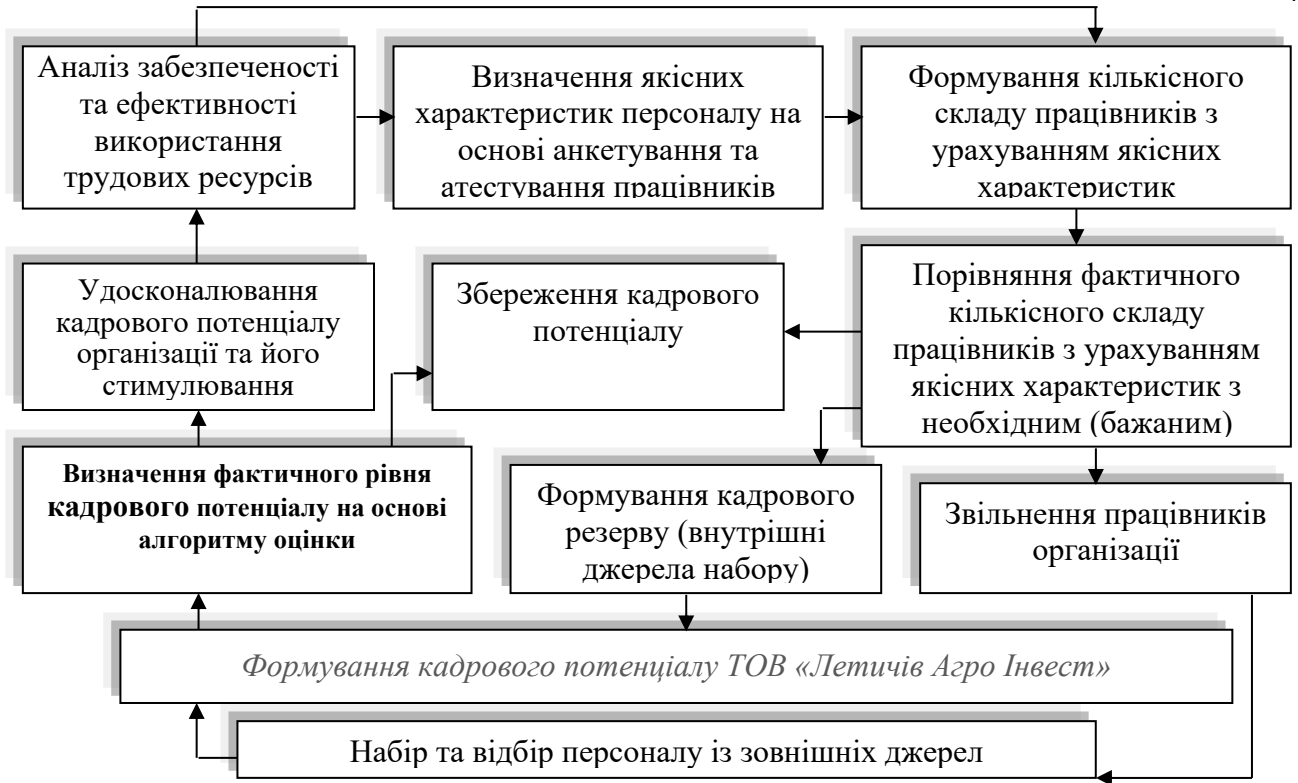 Аналіз забезпеченості
та ефективності
використання
трудових ресурсів
Визначення якісних
характеристик персоналу на
основі анкетування та
атестування працівників
Формування кількісного
складу працівників з
урахуванням якісних
характеристик
Удосконалювання
кадрового потенціалу
організації та його
стимулювання
Збереження кадрового
потенціалу
Порівняння фактичного
кількісного складу
працівників з урахуванням
якісних характеристик з
необхідним (бажаним)
Визначення фактичного рівня
кадрового потенціалу на основі
алгоритму оцінки
Формування кадрового
резерву (внутрішні
джерела набору)
Звільнення працівників
організації
Формування кадрового потенціалу ТОВ «Летичів Агро Інвест»
Набір та відбір персоналу із зовнішніх джерел